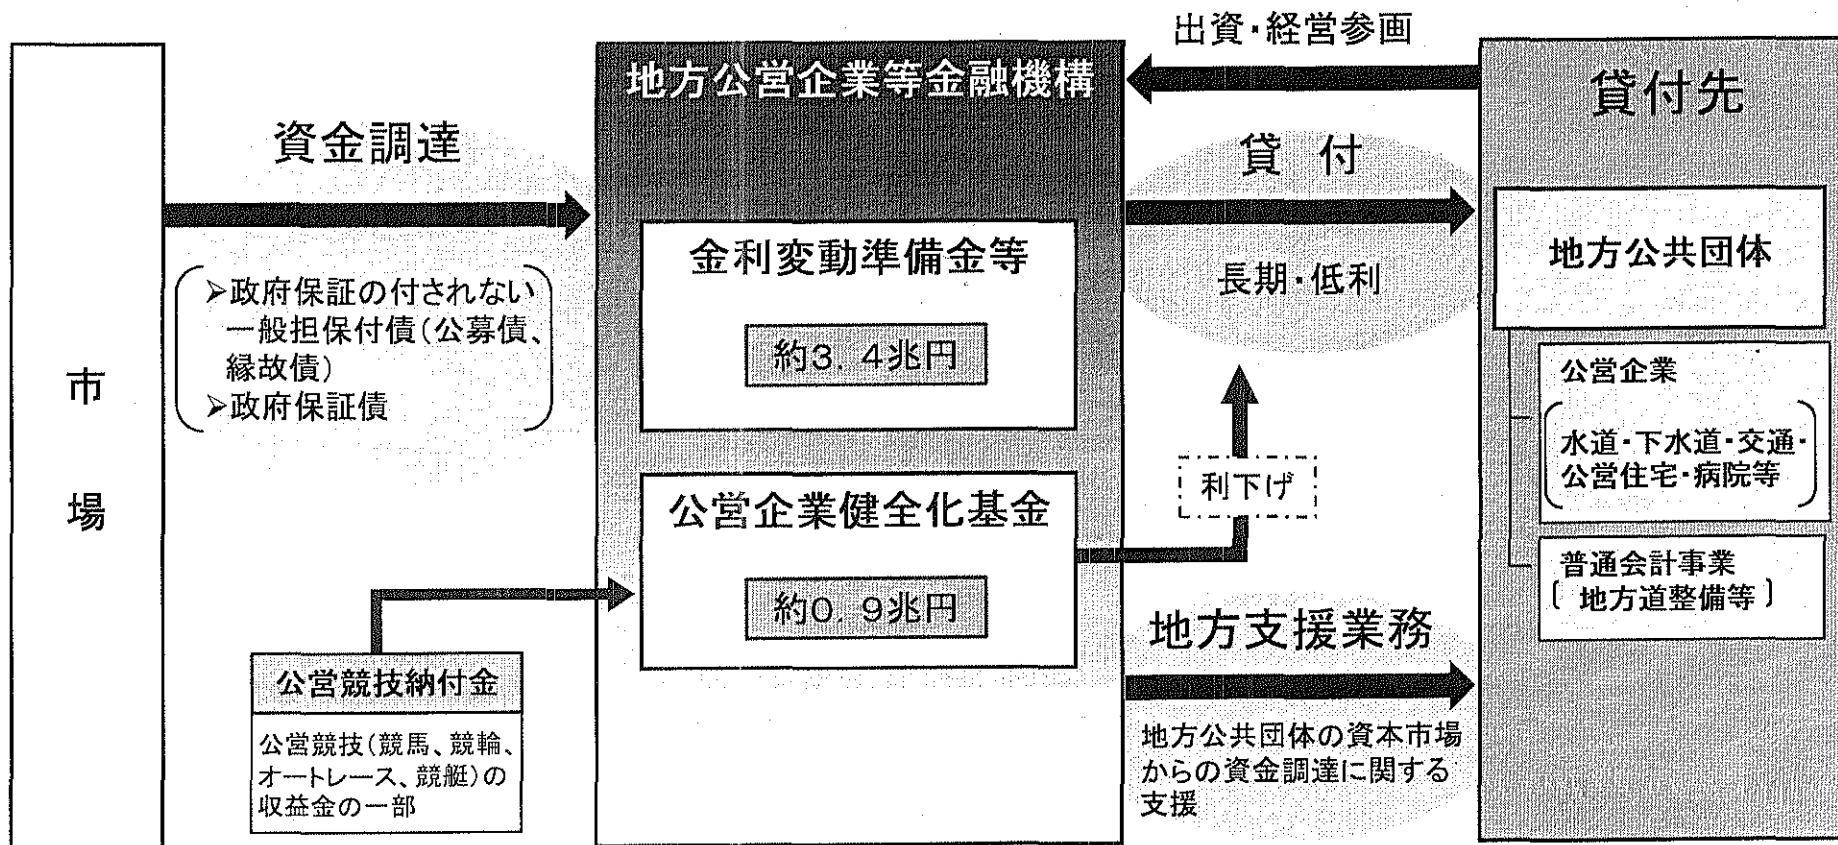 市
場
資金調達
➢政府保証の付されない
一般担保付債(公募債、
縁故債)
➢政府保証債
公営競技納付金
公営競技(競馬、競輪、
オートレース、競艇)の
収益金の一部
地方公営企業等金融機構
金利変動準備金等
約3.4兆円
公営企業健全化基金
約0.9兆円
出資・経営参画
貸 付
長期・低利
利下げ
地方支援業務
地方公共団体の資本市場
からの資金調達に関する
支援
貸付先
地方公共団体
公営企業
水道・下水道・交通・
公営住宅・病院等
普通会計事業
〔 地方道整備等 〕